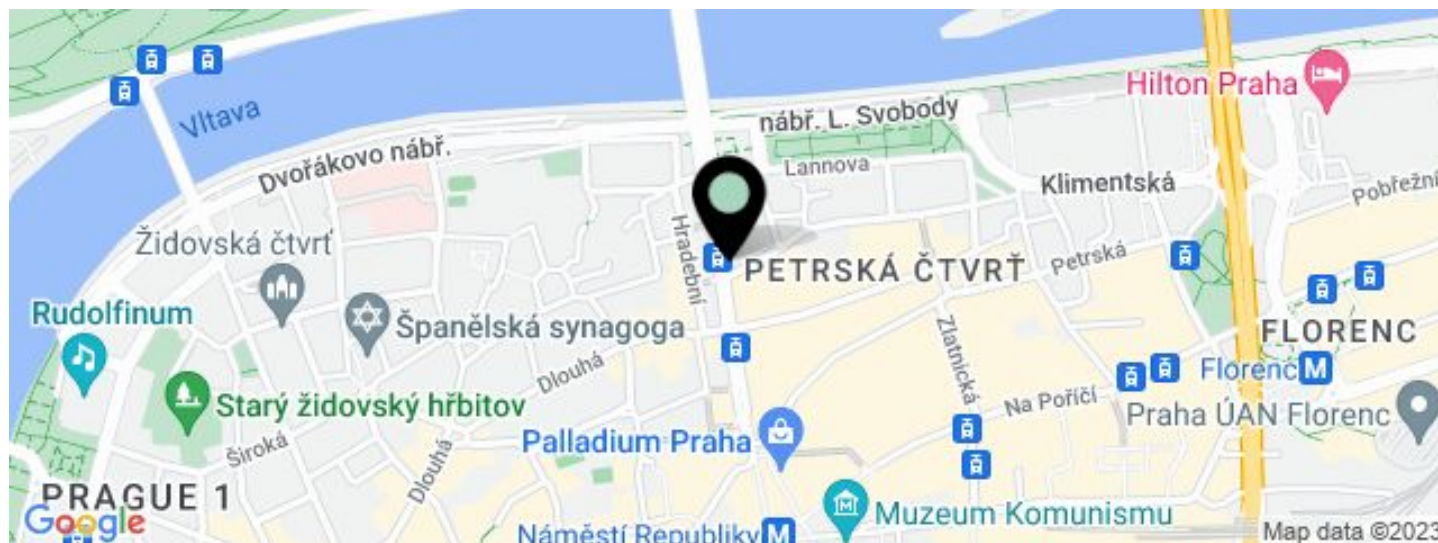 Hilton Praha
nábř. L. Svobody
Vltava
Dvořákovo nábř.
Lannova
Klimentská
Pobřežní
Židovská čtvrť
Hradební
PETRSKÁ ČTVRŤ
Petrská
Rudolfinum
Španělská synagoga
Zlatnická
FLORENC
Dlouhá
Florenc M
Starý židovský hřbitov
Na Poříčí
Praha ÚAN Florenc
Široká
Dlouhá
Palladium Praha
PRAGUE 1
Google
Náměstí Republiky M
Muzeum Komunismu
Map data ©2023